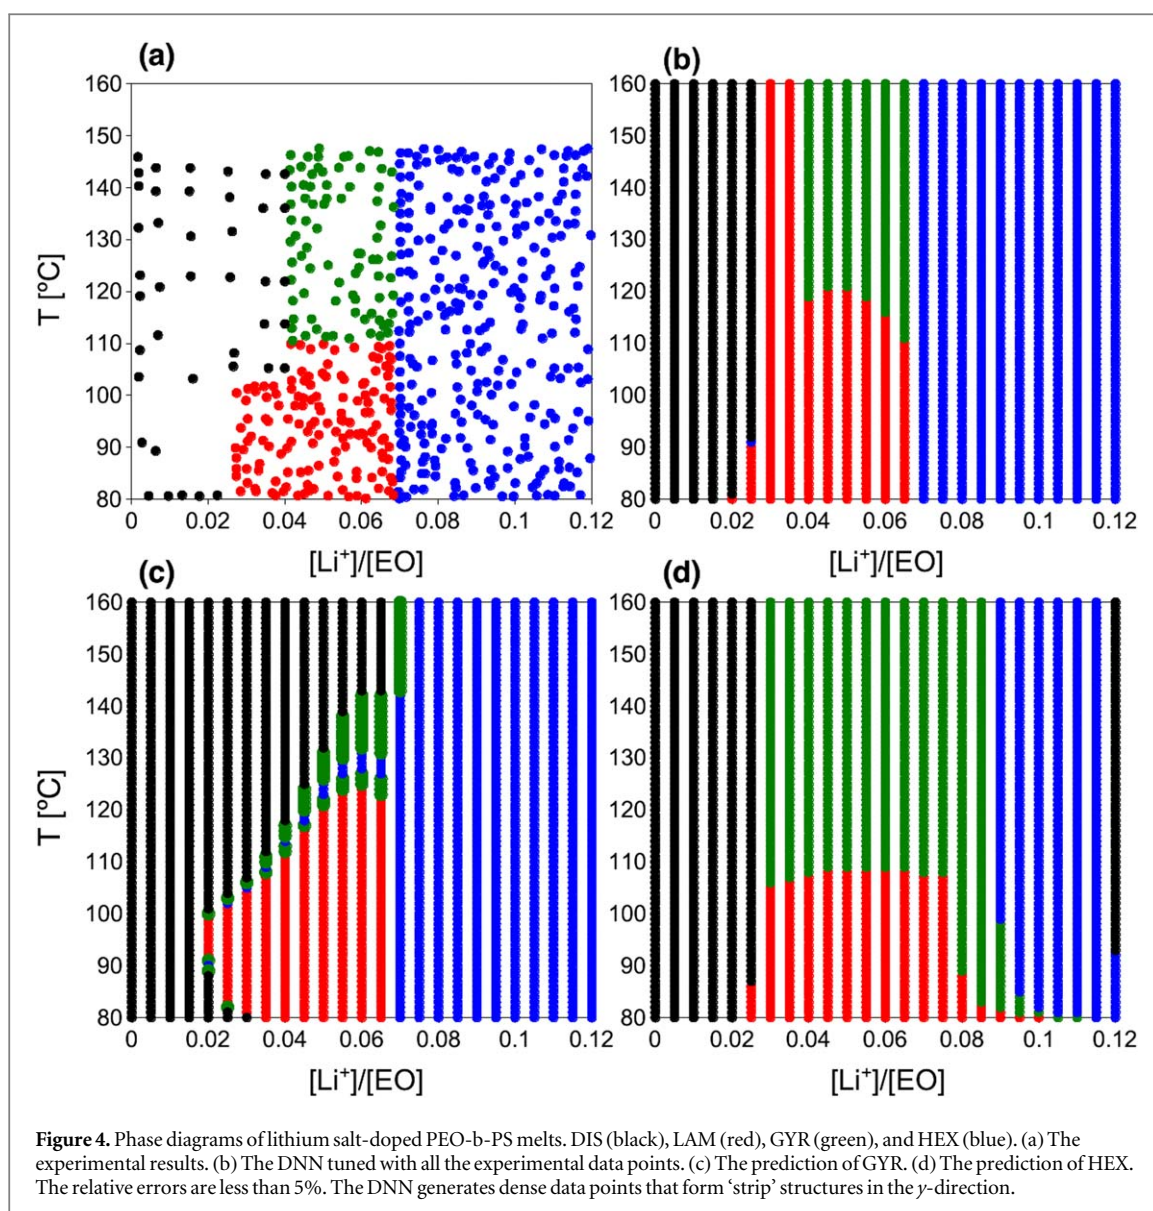 (a)
160
150
140
130
120
110
100
90
80
T [ºC]
0 0.02 0.04 0.06 0.08 0.1 0.12
[Li⁺]/[EO]
(b)
160
150
140
130
120
110
100
90
80
0 0.02 0.04 0.06 0.08 0.1 0.12
[Li⁺]/[EO]
(c)
160
150
140
130
120
110
100
90
80
T [ºC]
0 0.02 0.04 0.06 0.08 0.1 0.12
[Li⁺]/[EO]
(d)
160
150
140
130
120
110
100
90
80
0 0.02 0.04 0.06 0.08 0.1 0.12
[Li⁺]/[EO]
Figure 4. Phase diagrams of lithium salt-doped PEO-b-PS melts. DIS (black), LAM (red), GYR (green), and HEX (blue). (a) The
experimental results. (b) The DNN tuned with all the experimental data points. (c) The prediction of GYR. (d) The prediction of HEX.
The relative errors are less than 5%. The DNN generates dense data points that form ‘strip’ structures in the y-direction.